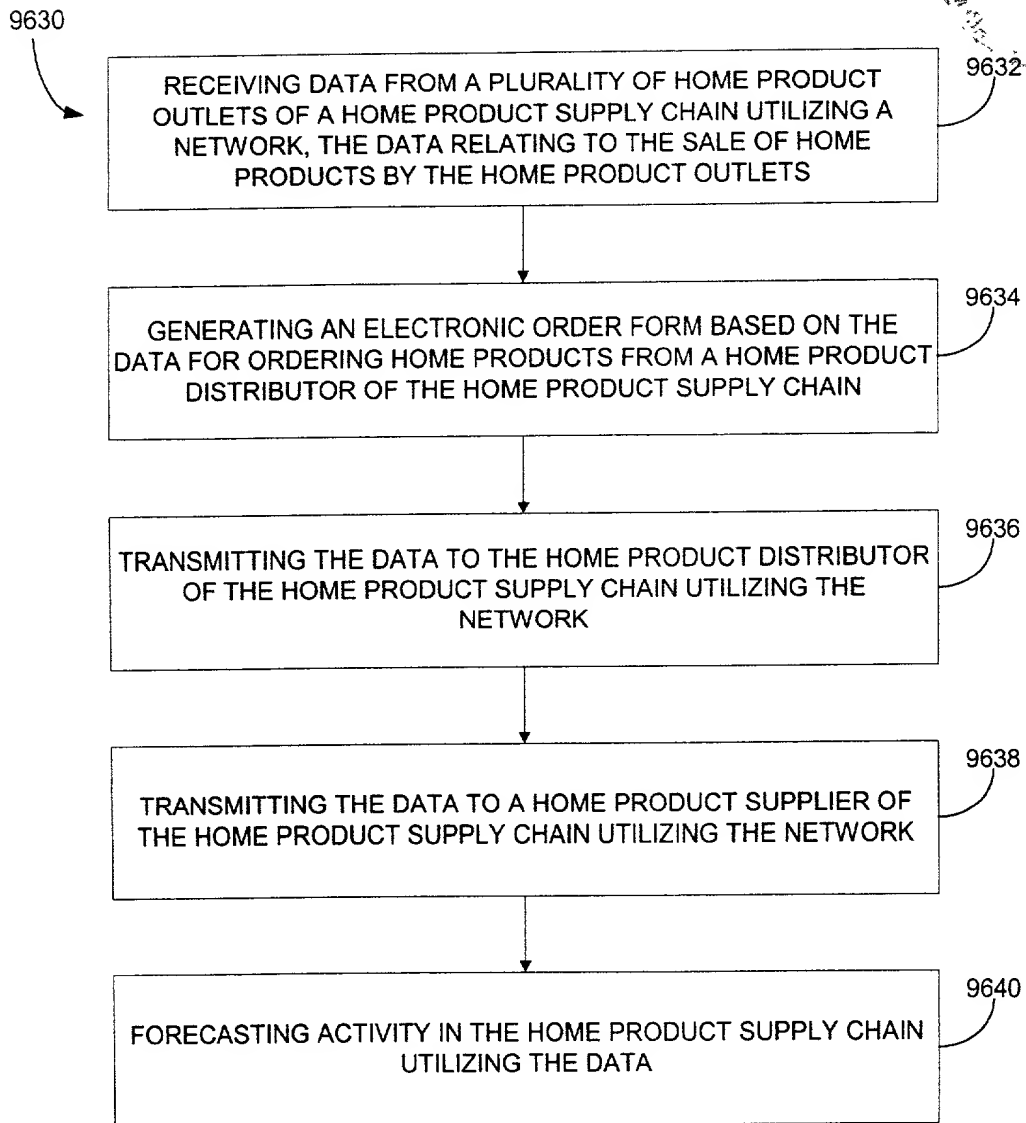 9630
9632
RECEIVING DATA FROM A PLURALITY OF HOME PRODUCT
OUTLETS OF A HOME PRODUCT SUPPLY CHAIN UTILIZING A
NETWORK, THE DATA RELATING TO THE SALE OF HOME
PRODUCTS BY THE HOME PRODUCT OUTLETS
9634
GENERATING AN ELECTRONIC ORDER FORM BASED ON THE
DATA FOR ORDERING HOME PRODUCTS FROM A HOME PRODUCT
DISTRIBUTOR OF THE HOME PRODUCT SUPPLY CHAIN
9636
TRANSMITTING THE DATA TO THE HOME PRODUCT DISTRIBUTOR
OF THE HOME PRODUCT SUPPLY CHAIN UTILIZING THE
NETWORK
9638
TRANSMITTING THE DATA TO A HOME PRODUCT SUPPLIER OF
THE HOME PRODUCT SUPPLY CHAIN UTILIZING THE NETWORK
9640
FORECASTING ACTIVITY IN THE HOME PRODUCT SUPPLY CHAIN
UTILIZING THE DATA